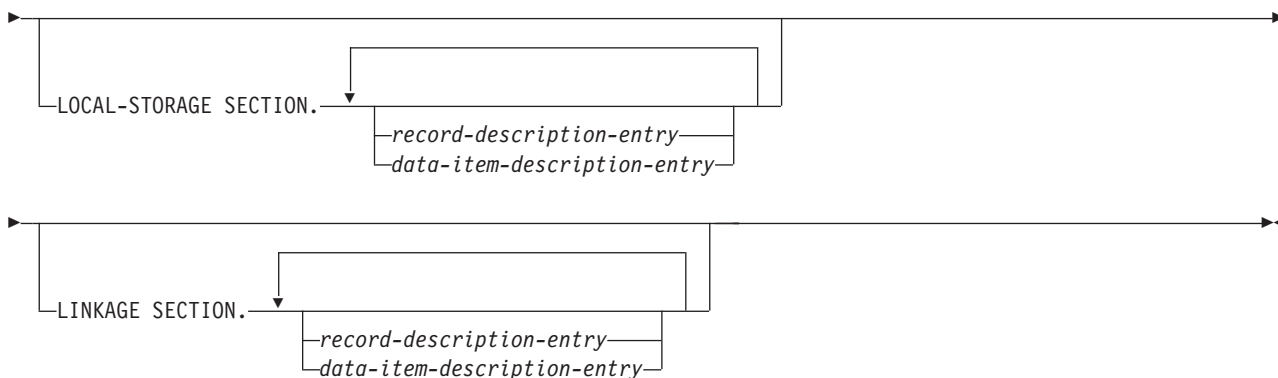 LOCAL-STORAGE SECTION.
record-description-entry
data-item-description-entry
LINKAGE SECTION.
record-description-entry
data-item-description-entry